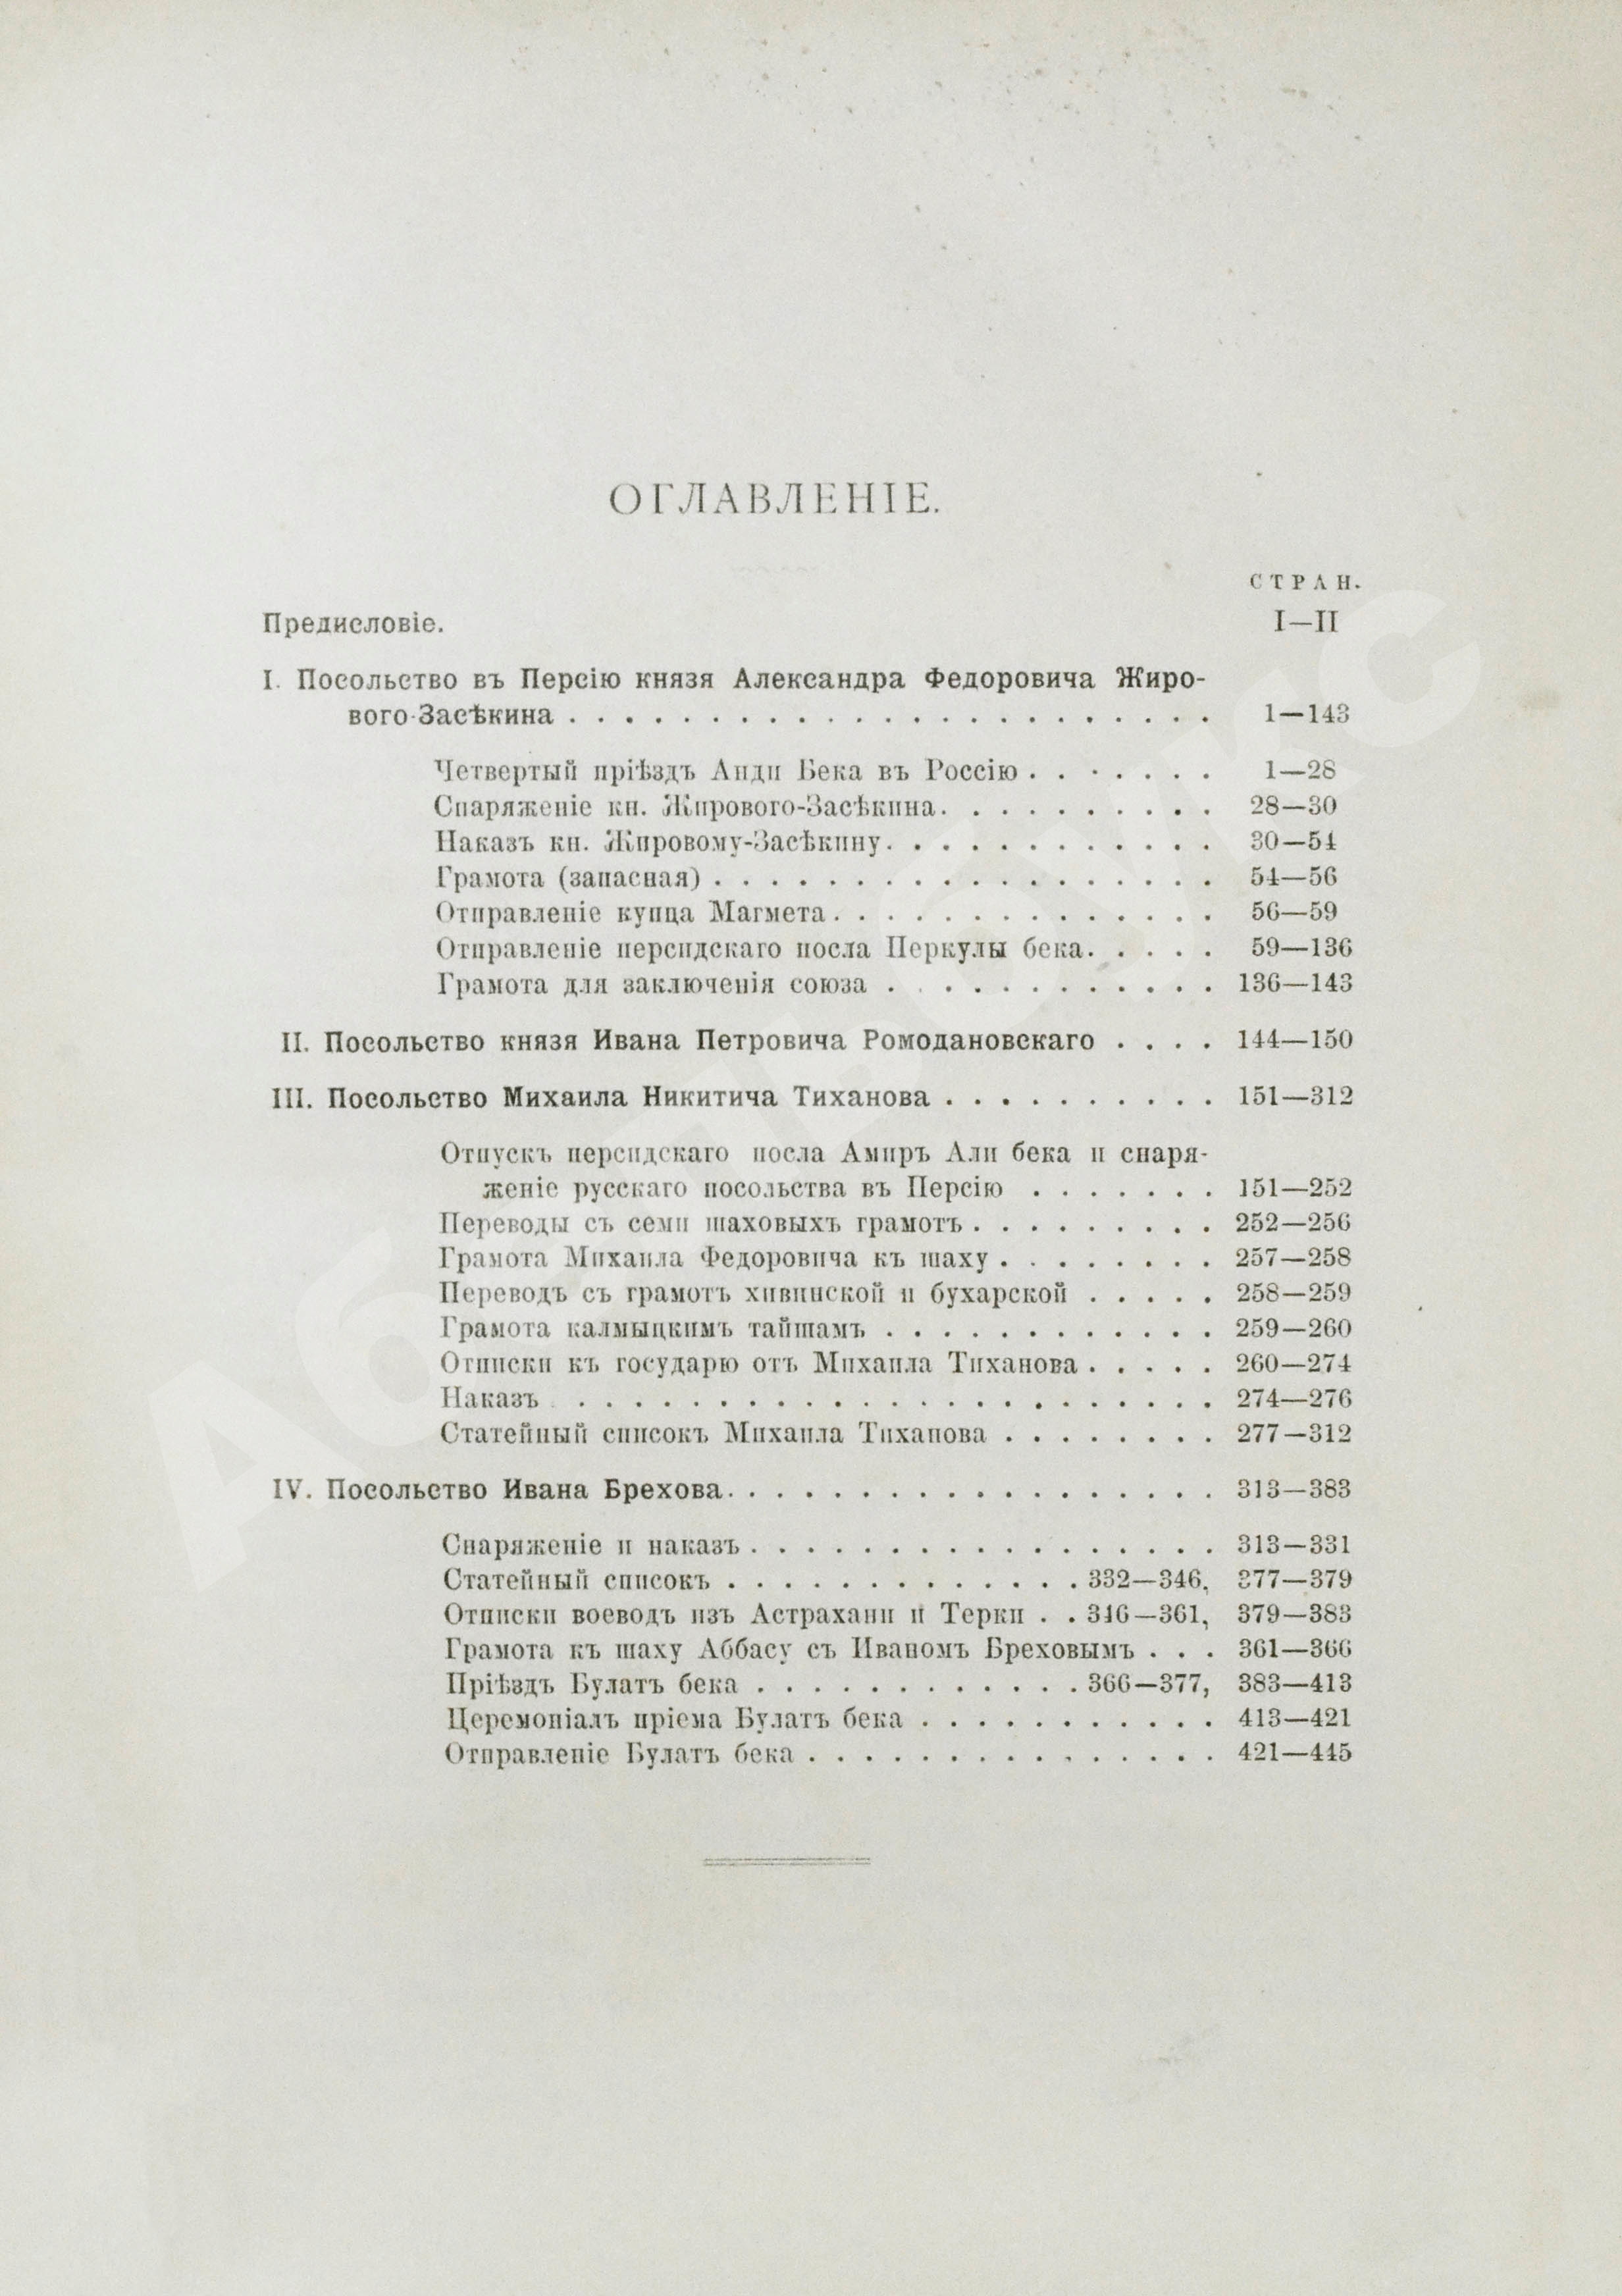 ОГЛАВЛЕНІЕ.
СТРАН.
Предисловіе. I—II
I. Посольство въ Персію князя Александра Федоровича Жиро-
вого-Засѣкина . . . . . . . . . . . . . . . . . . . . . . . 1—143
Четвертый пріѣздъ Анди Бека въ Россію . . . . . . . 1—28
Снаряженіе кн. Жирового-Засѣкина. . . . . . . . . . 28—30
Наказъ кн. Жировому-Засѣкину. . . . . . . . . . . . 30—54
Грамота (запасная) . . . . . . . . . . . . . . . . . . 54—56
Отправленіе купца Магмета. . . . . . . . . . . . . . 56—59
Отправленіе персидскаго посла Перкулы бека. . . . . 59—136
Грамота для заключенія союза . . . . . . . . . . . . 136—143
II. Посольство князя Ивана Петровича Ромодановскаго . . . . 144—150
III. Посольство Михаила Никитича Тиханова . . . . . . . . . . 151—312
Отпускъ персидскаго посла Амиръ Али бека и снаря-
женіе русскаго посольства въ Персію . . . . . . . 151—252
Переводы съ семи шаховыхъ грамотъ . . . . . . . . . 252—256
Грамота Михаила Федоровича къ шаху . . . . . . . . 257—258
Переводъ съ грамотъ хивинской и бухарской . . . . . 258—259
Грамота калмыцкимъ тайшамъ . . . . . . . . . . . . 259—260
Отписки къ государю отъ Михаила Тиханова . . . . . 260—274
Наказъ . . . . . . . . . . . . . . . . . . . . . . . 274—276
Статейный списокъ Михаила Тиханова . . . . . . . . 277—312
IV. Посольство Ивана Брехова. . . . . . . . . . . . . . . . . . 313—383
Снаряженіе и наказъ . . . . . . . . . . . . . . . . . 313—331
Статейный списокъ . . . . . . . . . . . . . 332—346, 377—379
Отписки воеводъ изъ Астрахани и Терки . . 346—361, 379—383
Грамота къ шаху Аббасу съ Иваномъ Бреховымъ . . . 361—366
Пріѣздъ Булатъ бека . . . . . . . . . . . . 366—377, 383—413
Церемоніалъ пріема Булатъ бека . . . . . . . . . . . 413—421
Отправленіе Булатъ бека . . . . . . . . . . . . . . . 421—445